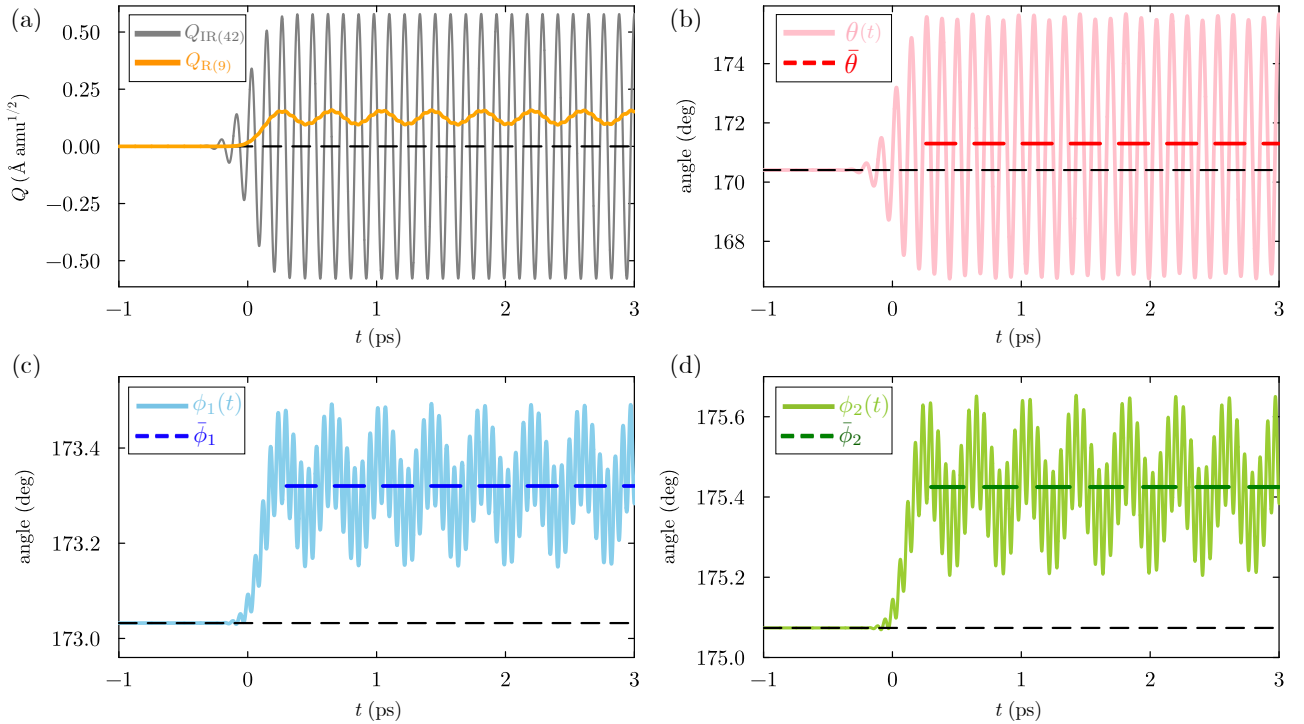 (a)
Q_IR(42)
Q_R(9)
0.50
0.25
0.00
−0.25
−0.50
Q (Å amu^1/2)
−1 0 1 2 3
t (ps)
(b)
θ(t)
θ̄
174
172
170
168
angle (deg)
−1 0 1 2 3
t (ps)
(c)
ϕ₁(t)
ϕ̄₁
173.4
173.2
173.0
angle (deg)
−1 0 1 2 3
t (ps)
(d)
ϕ₂(t)
ϕ̄₂
175.6
175.4
175.2
175.0
angle (deg)
−1 0 1 2 3
t (ps)